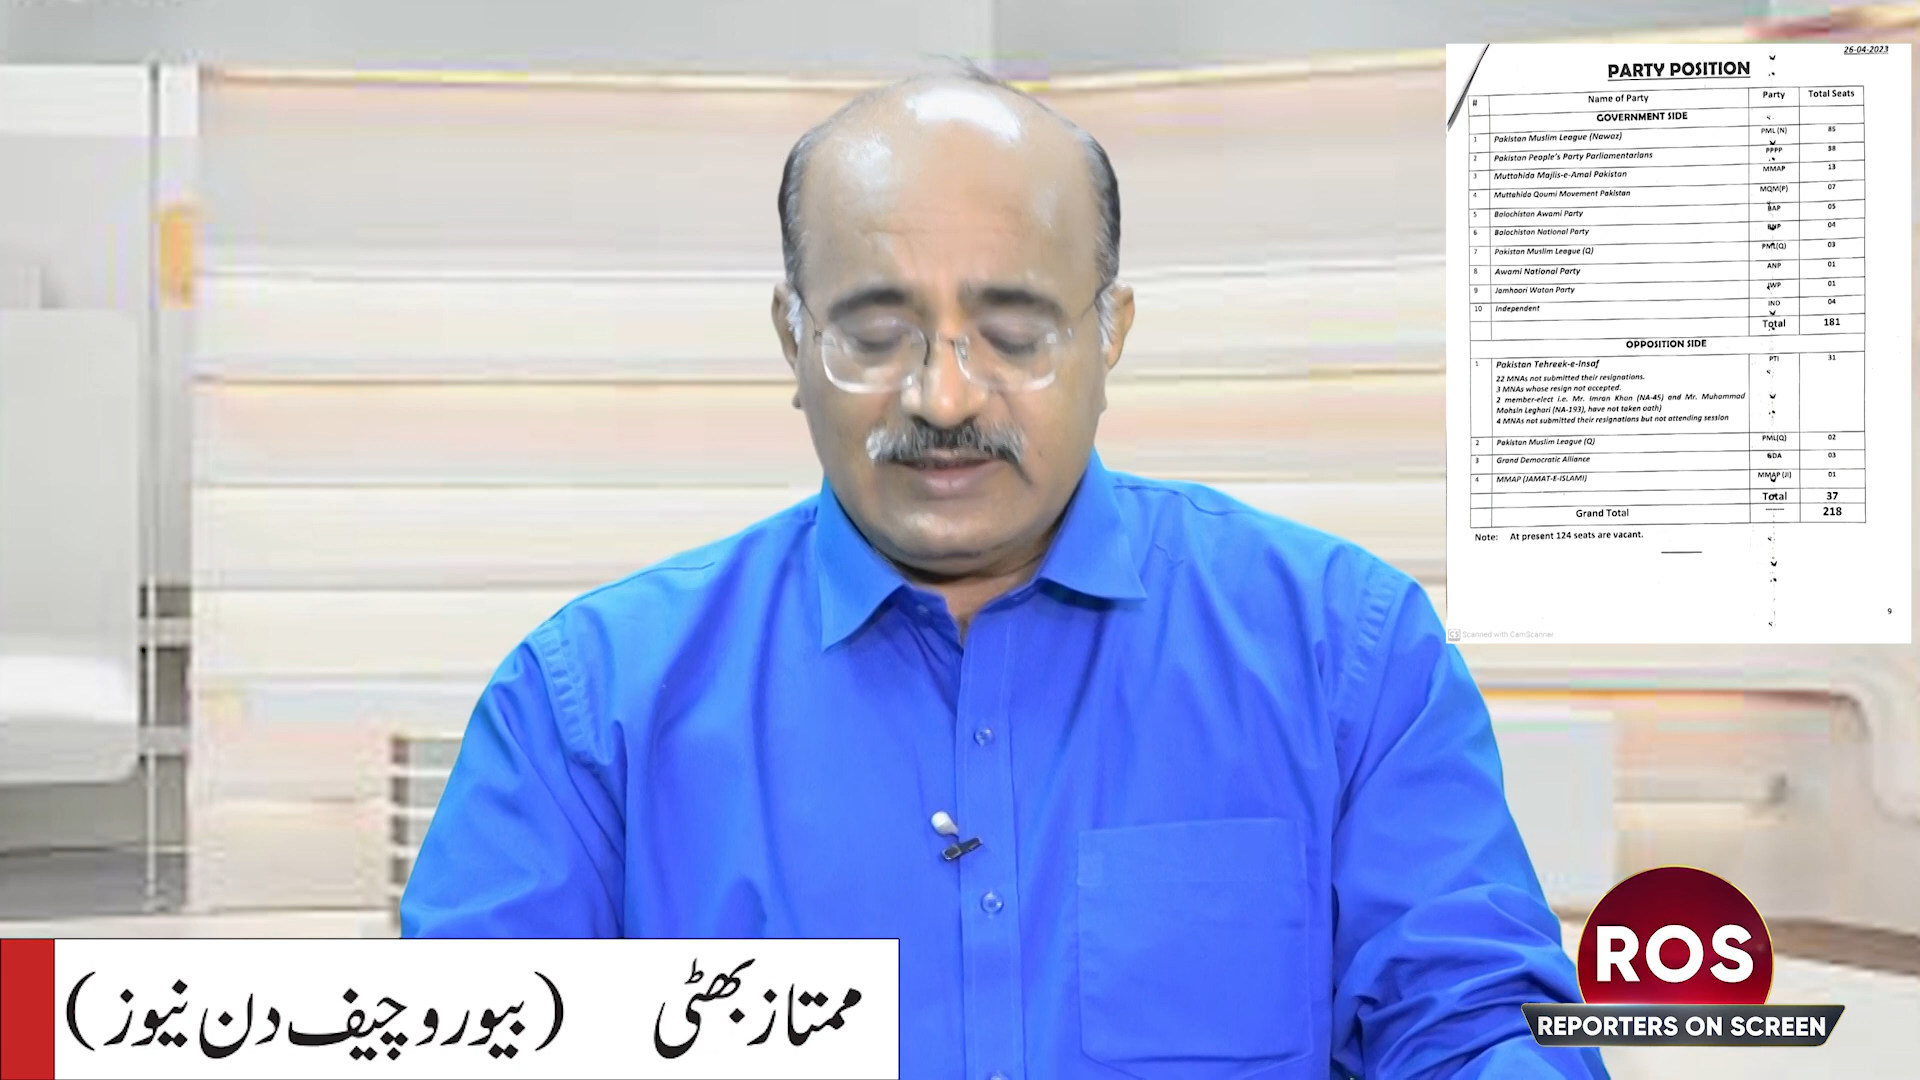 26-04-2023
PARTY POSITION
# Name of Party Party Total Seats
GOVERNMENT SIDE
1 Pakistan Muslim League (Nawaz) PML (N) 85
2 Pakistan People's Party Parliamentarians PPPP 58
3 Muttahida Majlis-e-Amal Pakistan MMAP 13
4 Muttahida Qoumi Movement Pakistan MQM(P) 07
5 Balochistan Awami Party BAP 05
6 Balochistan National Party BNP 04
7 Pakistan Muslim League (Q) PML(Q) 03
8 Awami National Party ANP 01
9 Jamhoori Watan Party JWP 01
10 Independent IND 04
Total 181
OPPOSITION SIDE
1 Pakistan Tehreek-e-Insaf PTI 31
22 MNAs not submitted their resignations.
3 MNAs whose resign not accepted.
2 member-elect i.e. Mr. Imran Khan (NA-45) and Mr. Muhammad
Mohsin Leghari (NA-193), have not taken oath)
4 MNAs not submitted their resignations but not attending session
2 Pakistan Muslim League (Q) PML(Q) 02
3 Grand Democratic Alliance GDA 03
4 MMAP (JAMAT-E-ISLAMI) MMAP (JI) 01
Total 37
Grand Total 218
Note: At present 124 seats are vacant.
9
CS Scanned with CamScanner
ممتاز بھٹی (بیورو چیف دن نیوز)
ROS
REPORTERS ON SCREEN